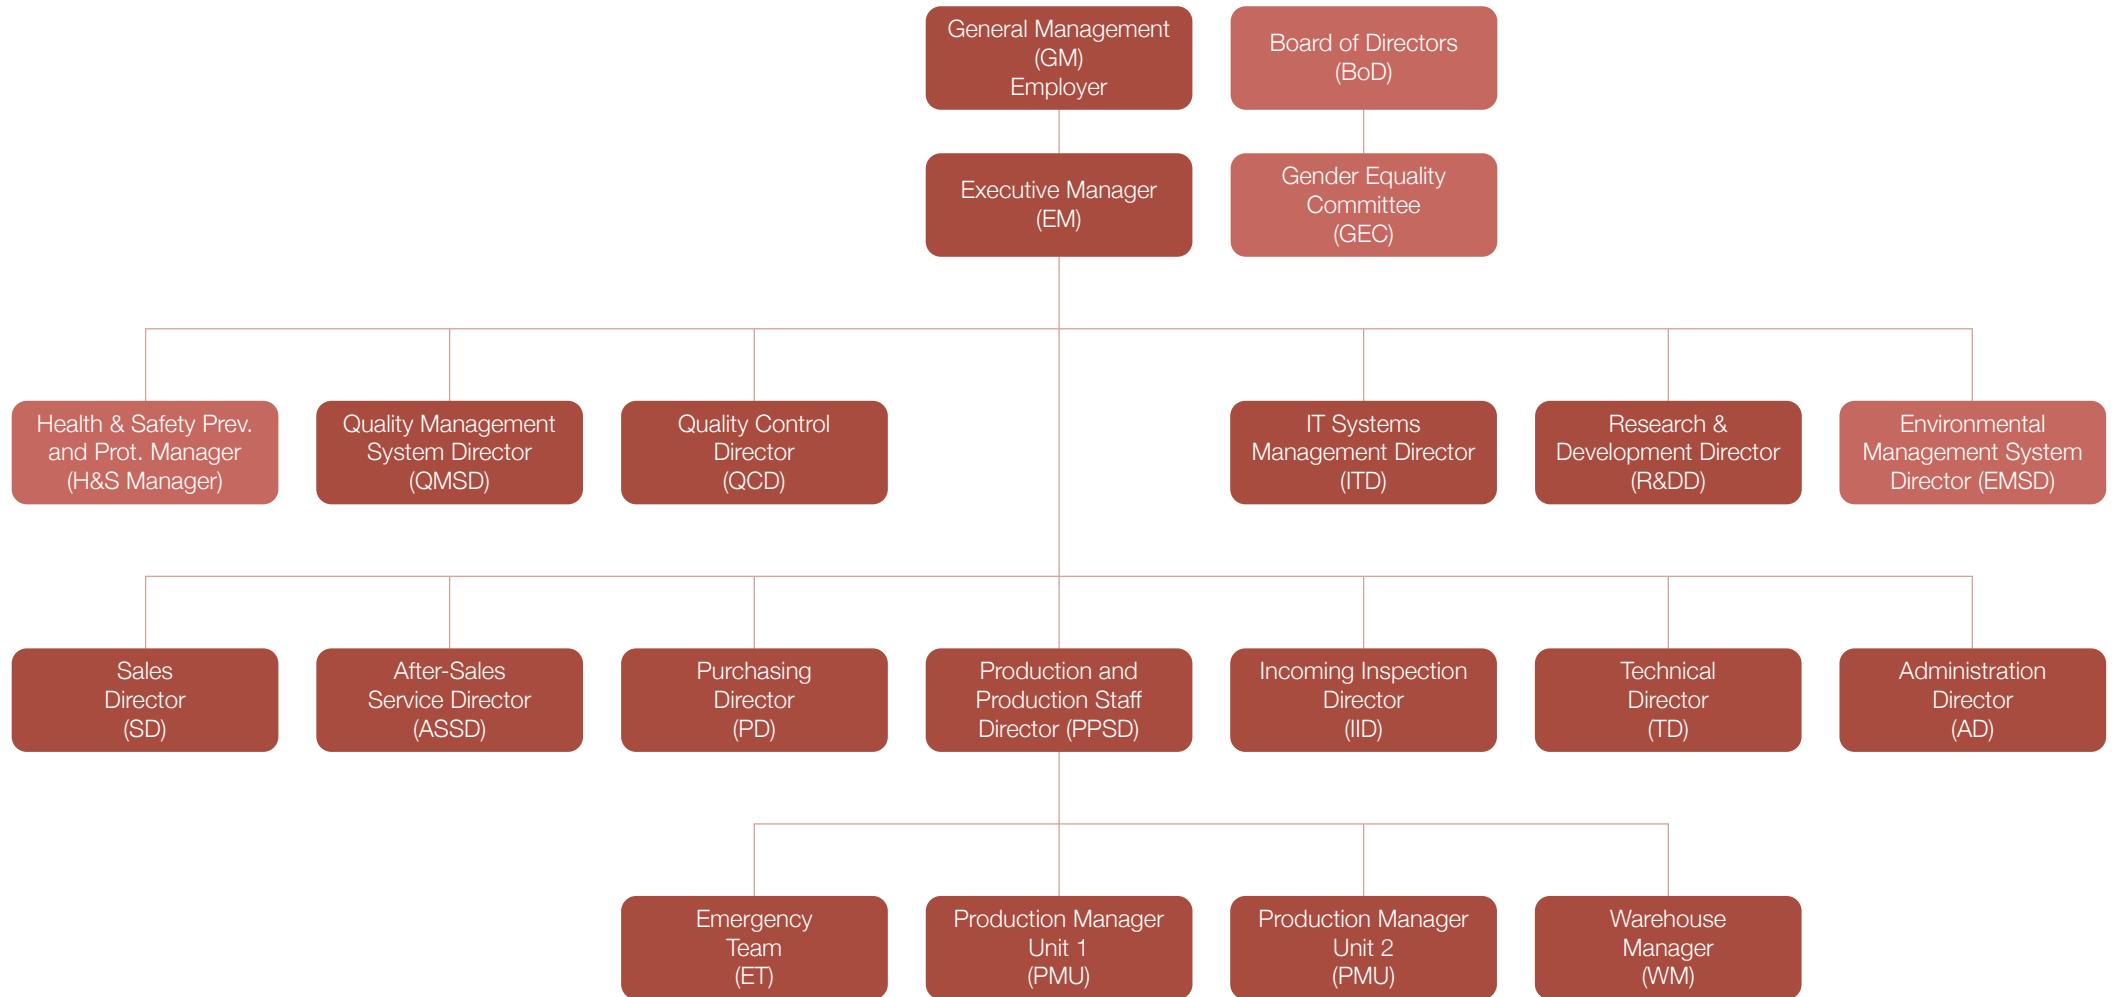 General Management
(GM)
Employer
Board of Directors
(BoD)
Executive Manager
(EM)
Gender Equality
Committee
(GEC)
Health & Safety Prev.
and Prot. Manager
(H&S Manager)
Quality Management
System Director
(QMSD)
Quality Control
Director
(QCD)
IT Systems
Management Director
(ITD)
Research &
Development Director
(R&DD)
Environmental
Management System
Director (EMSD)
Sales
Director
(SD)
After-Sales
Service Director
(ASSD)
Purchasing
Director
(PD)
Production and
Production Staff
Director (PPSD)
Incoming Inspection
Director
(IID)
Technical
Director
(TD)
Administration
Director
(AD)
Emergency
Team
(ET)
Production Manager
Unit 1
(PMU)
Production Manager
Unit 2
(PMU)
Warehouse
Manager
(WM)